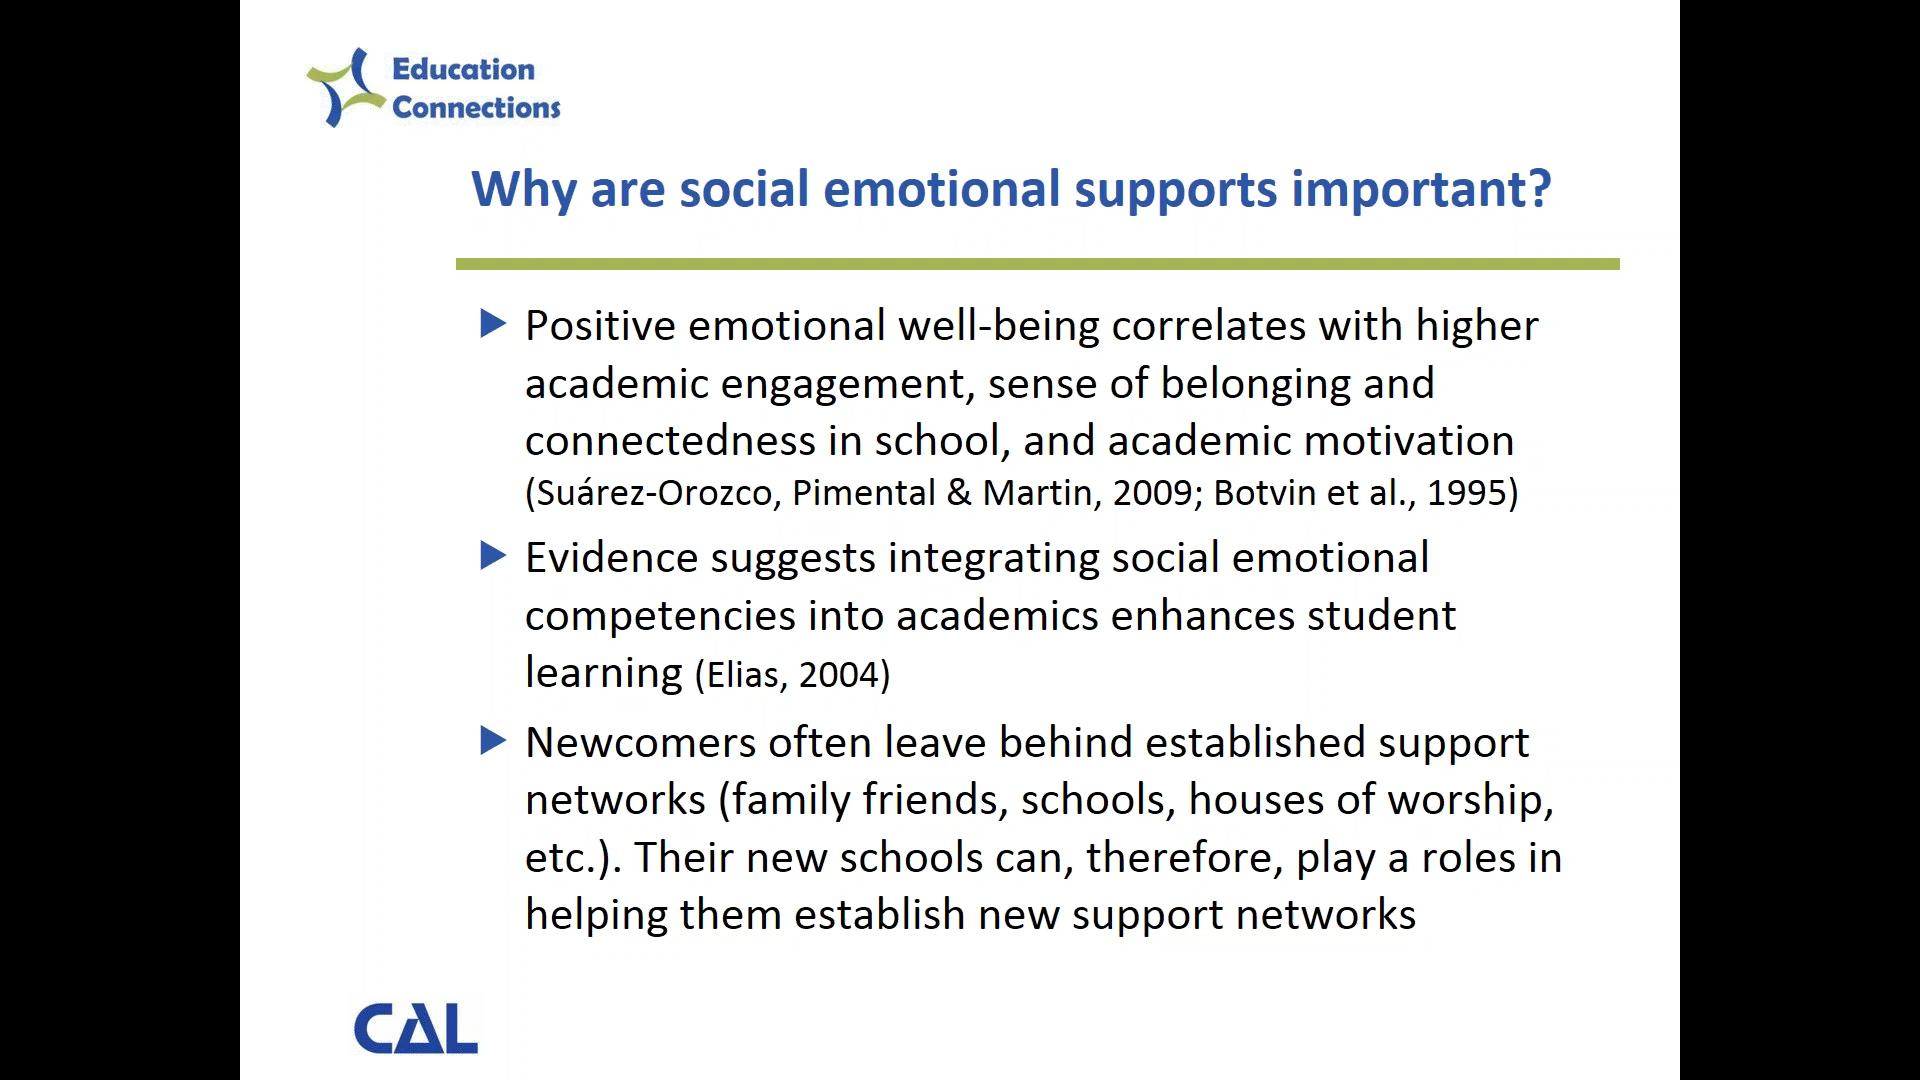 Education
Connections
Why are social emotional supports important?
Positive emotional well-being correlates with higher
academic engagement, sense of belonging and
connectedness in school, and academic motivation
(Suárez-Orozco, Pimental & Martin, 2009; Botvin et al., 1995)
Evidence suggests integrating social emotional
competencies into academics enhances student
learning (Elias, 2004)
Newcomers often leave behind established support
networks (family friends, schools, houses of worship,
etc.). Their new schools can, therefore, play a roles in
helping them establish new support networks
CAL